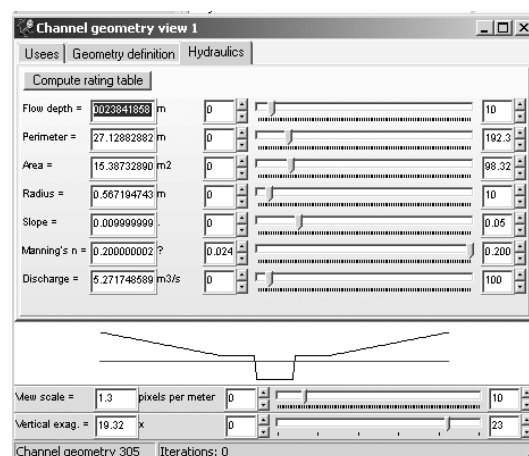 Channel geometry view 1
Usees Geometry definition Hydraulics
Compute rating table
Flow depth = 0023841858 m 0 10
Perimeter = 27.12882882 m 0 192.3
Area = 15.38732890 m2 0 98.32
Radius = 0.567194743 m 0 10
Slope = 0.009999999 . 0 0.05
Manning's n = 0.200000002 ? 0.024 0.200
Discharge = 5.271748589 m3/s 0 100
View scale = 1.3 pixels per meter 0 10
Vertical exag. = 19.32 x 0 23
Channel geometry 305 Iterations: 0